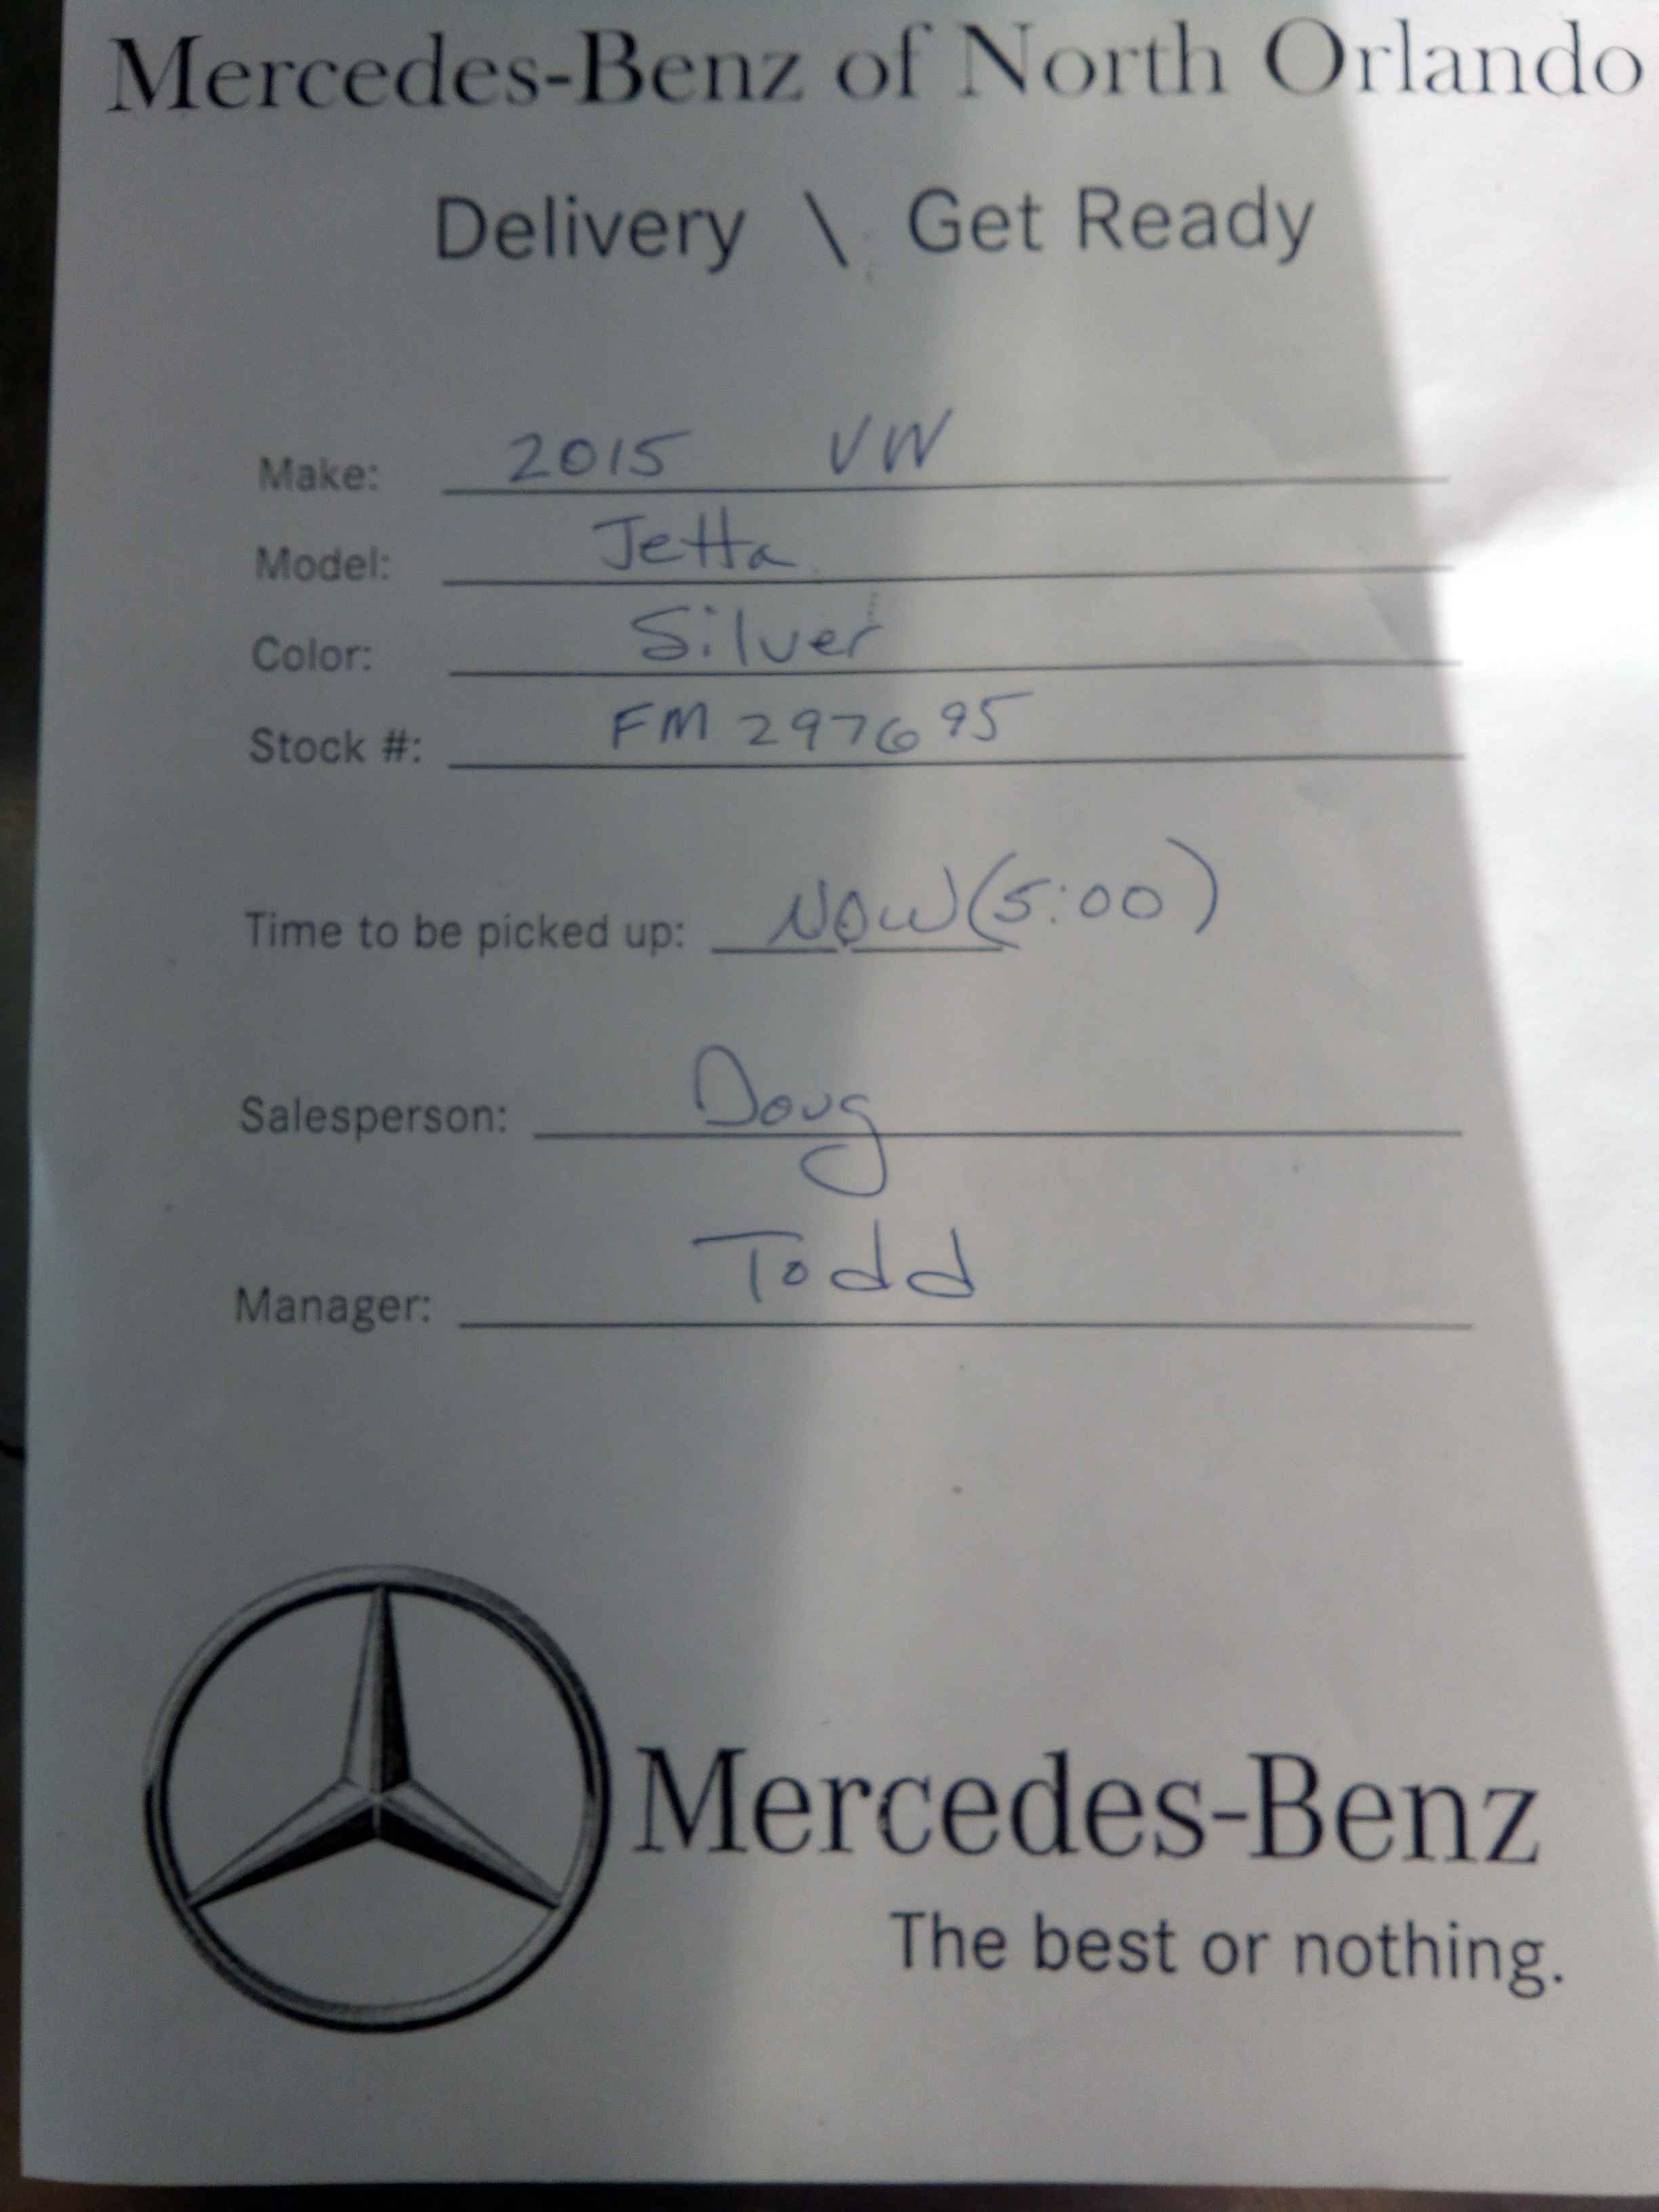 Mercedes-Benz of North Orlando
Delivery \ Get Ready
Make: 2015 VW
Model: Jetta
Color: Silver
Stock #: FM297695
Time to be picked up: NOW (5:00)
Salesperson: Doug
Manager: Todd
Mercedes-Benz
The best or nothing.